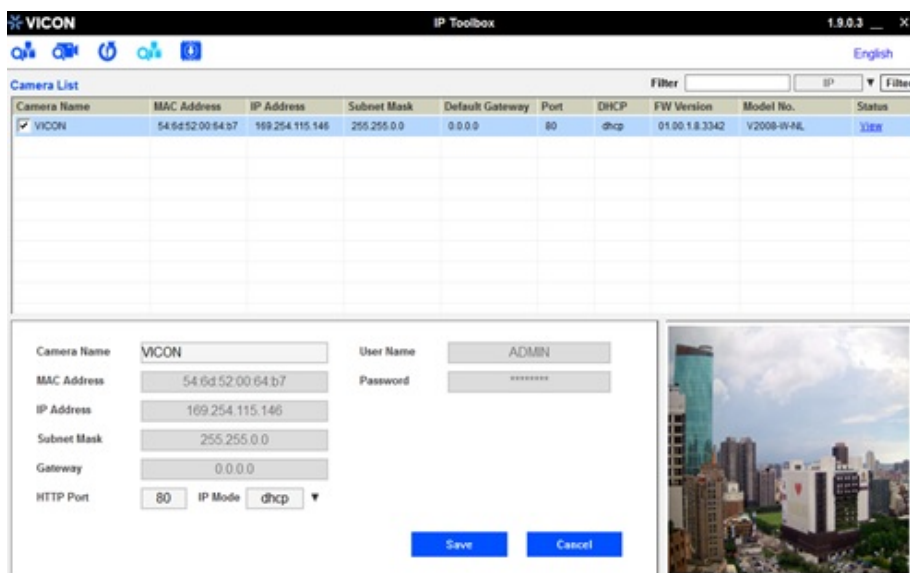 VICON IP Toolbox 1.9.0.3
English
Camera List Filter IP ▼ Filte
Camera Name MAC Address IP Address Subnet Mask Default Gateway Port DHCP FW Version Model No. Status
VICON 54:6d:52:00:64:b7 169.254.115.146 255.255.0.0 0.0.0.0 80 dhcp 01.00.1.8.3342 V2008-W-NL View
Camera Name VICON User Name ADMIN
MAC Address 54:6d:52:00:64:b7 Password ********
IP Address 169.254.115.146
Subnet Mask 255.255.0.0
Gateway 0.0.0.0
HTTP Port 80 IP Mode dhcp ▼
Save Cancel